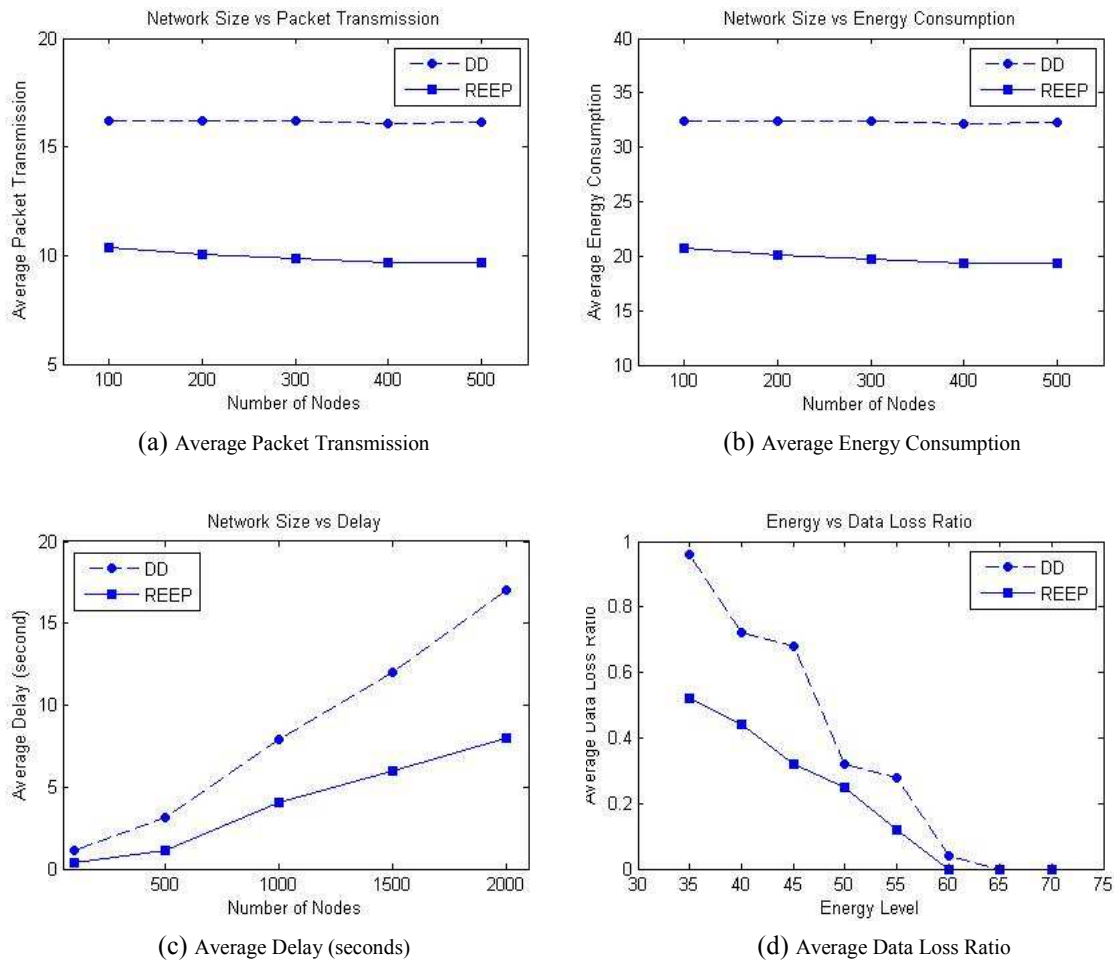 Network Size vs Packet Transmission
20
15
10
5
Average Packet Transmission
DD
REEP
100 200 300 400 500
Number of Nodes
(a) Average Packet Transmission
Network Size vs Energy Consumption
40
35
30
25
20
15
10
Average Energy Consumption
DD
REEP
100 200 300 400 500
Number of Nodes
(b) Average Energy Consumption
Network Size vs Delay
20
15
10
5
0
Average Delay (second)
DD
REEP
500 1000 1500 2000
Number of Nodes
(c) Average Delay (seconds)
Energy vs Data Loss Ratio
1
0.8
0.6
0.4
0.2
0
Average Data Loss Ratio
DD
REEP
30 35 40 45 50 55 60 65 70 75
Energy Level
(d) Average Data Loss Ratio